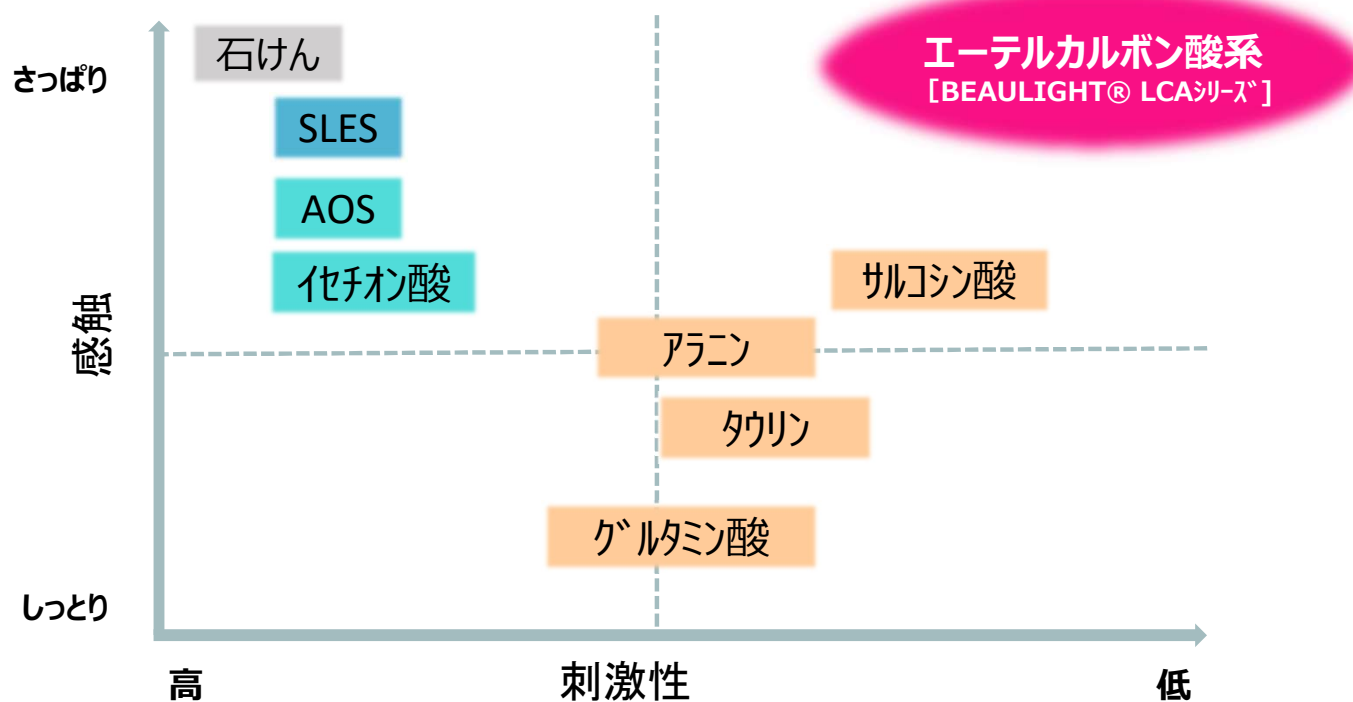 石けん
エーテルカルボン酸系
［BEAULIGHT® LCAｼﾘｰｽﾞ］
さっぱり
SLES
AOS
ｲｾﾁｵﾝ酸
ｻﾙｺｼﾝ酸
感触
ｱﾗﾆﾝ
ﾀｳﾘﾝ
ｸﾞﾙﾀﾐﾝ酸
しっとり
高
刺激性
低